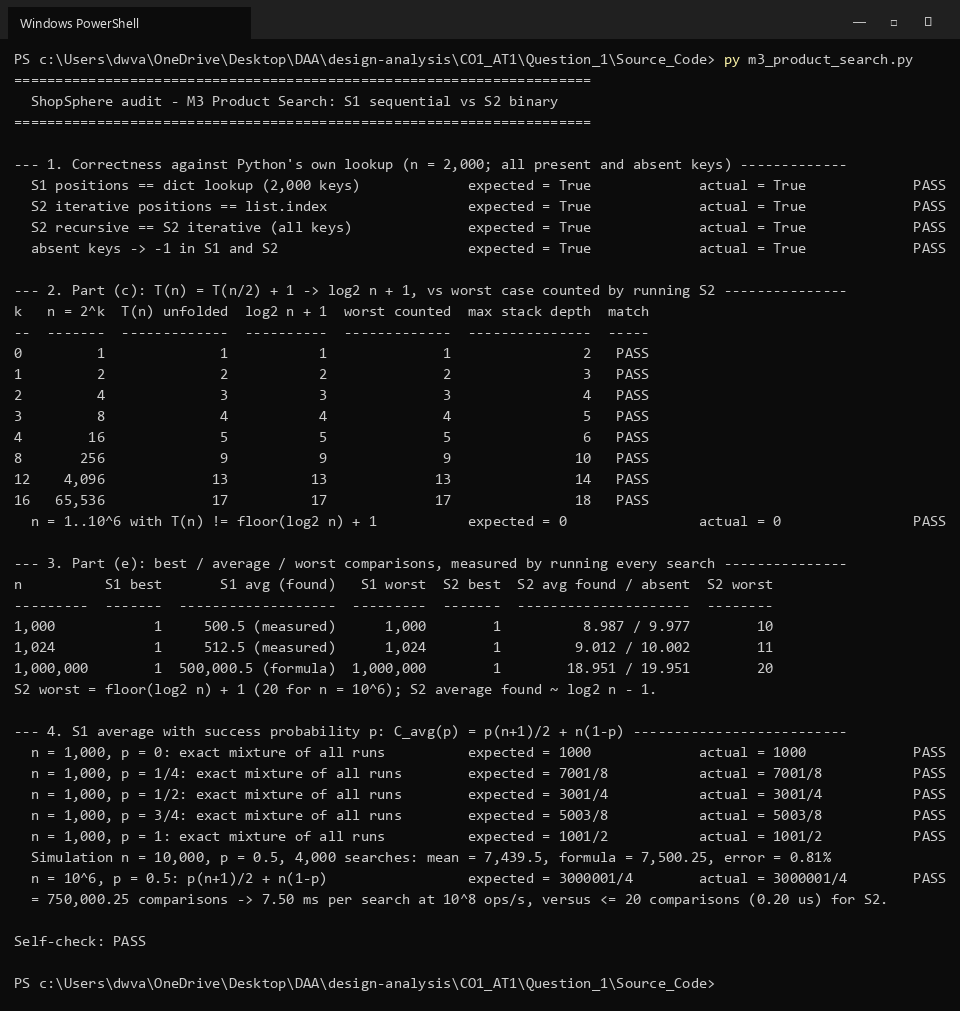 Windows PowerShell
PS c:\Users\dwva\OneDrive\Desktop\DAA\design-analysis\CO1_AT1\Question_1\Source_Code> py m3_product_search.py
======================================================================
  ShopSphere audit - M3 Product Search: S1 sequential vs S2 binary
======================================================================

--- 1. Correctness against Python's own lookup (n = 2,000; all present and absent keys) -------------
  S1 positions == dict lookup (2,000 keys)             expected = True             actual = True             PASS
  S2 iterative positions == list.index                 expected = True             actual = True             PASS
  S2 recursive == S2 iterative (all keys)              expected = True             actual = True             PASS
  absent keys -> -1 in S1 and S2                       expected = True             actual = True             PASS

--- 2. Part (c): T(n) = T(n/2) + 1 -> log2 n + 1, vs worst case counted by running S2 ---------------
k   n = 2^k  T(n) unfolded  log2 n + 1  worst counted  max stack depth  match
--  -------  -------------  ----------  -------------  ---------------  -----
0         1              1           1              1                2   PASS
1         2              2           2              2                3   PASS
2         4              3           3              3                4   PASS
3         8              4           4              4                5   PASS
4        16              5           5              5                6   PASS
8       256              9           9              9               10   PASS
12    4,096             13          13             13               14   PASS
16   65,536             17          17             17               18   PASS
  n = 1..10^6 with T(n) != floor(log2 n) + 1           expected = 0                actual = 0                PASS

--- 3. Part (e): best / average / worst comparisons, measured by running every search ---------------
n          S1 best       S1 avg (found)   S1 worst  S2 best  S2 avg found / absent  S2 worst
---------  -------  -------------------  ---------  -------  ---------------------  --------
1,000            1     500.5 (measured)      1,000        1          8.987 / 9.977        10
1,024            1     512.5 (measured)      1,024        1         9.012 / 10.002        11
1,000,000        1  500,000.5 (formula)  1,000,000        1        18.951 / 19.951        20
S2 worst = floor(log2 n) + 1 (20 for n = 10^6); S2 average found ~ log2 n - 1.

--- 4. S1 average with success probability p: C_avg(p) = p(n+1)/2 + n(1-p) --------------------------
  n = 1,000, p = 0: exact mixture of all runs          expected = 1000             actual = 1000             PASS
  n = 1,000, p = 1/4: exact mixture of all runs        expected = 7001/8           actual = 7001/8           PASS
  n = 1,000, p = 1/2: exact mixture of all runs        expected = 3001/4           actual = 3001/4           PASS
  n = 1,000, p = 3/4: exact mixture of all runs        expected = 5003/8           actual = 5003/8           PASS
  n = 1,000, p = 1: exact mixture of all runs          expected = 1001/2           actual = 1001/2           PASS
  Simulation n = 10,000, p = 0.5, 4,000 searches: mean = 7,439.5, formula = 7,500.25, error = 0.81%
  n = 10^6, p = 0.5: p(n+1)/2 + n(1-p)                 expected = 3000001/4        actual = 3000001/4        PASS
  = 750,000.25 comparisons -> 7.50 ms per search at 10^8 ops/s, versus <= 20 comparisons (0.20 us) for S2.

Self-check: PASS

PS c:\Users\dwva\OneDrive\Desktop\DAA\design-analysis\CO1_AT1\Question_1\Source_Code>